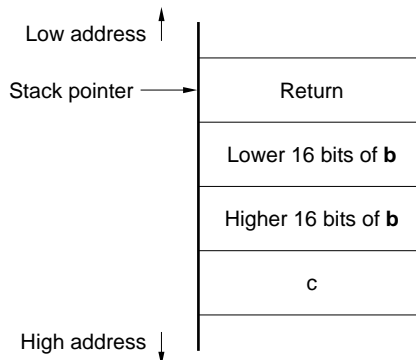 Low address
Stack pointer
Return
Lower 16 bits of b
Higher 16 bits of b
c
High address